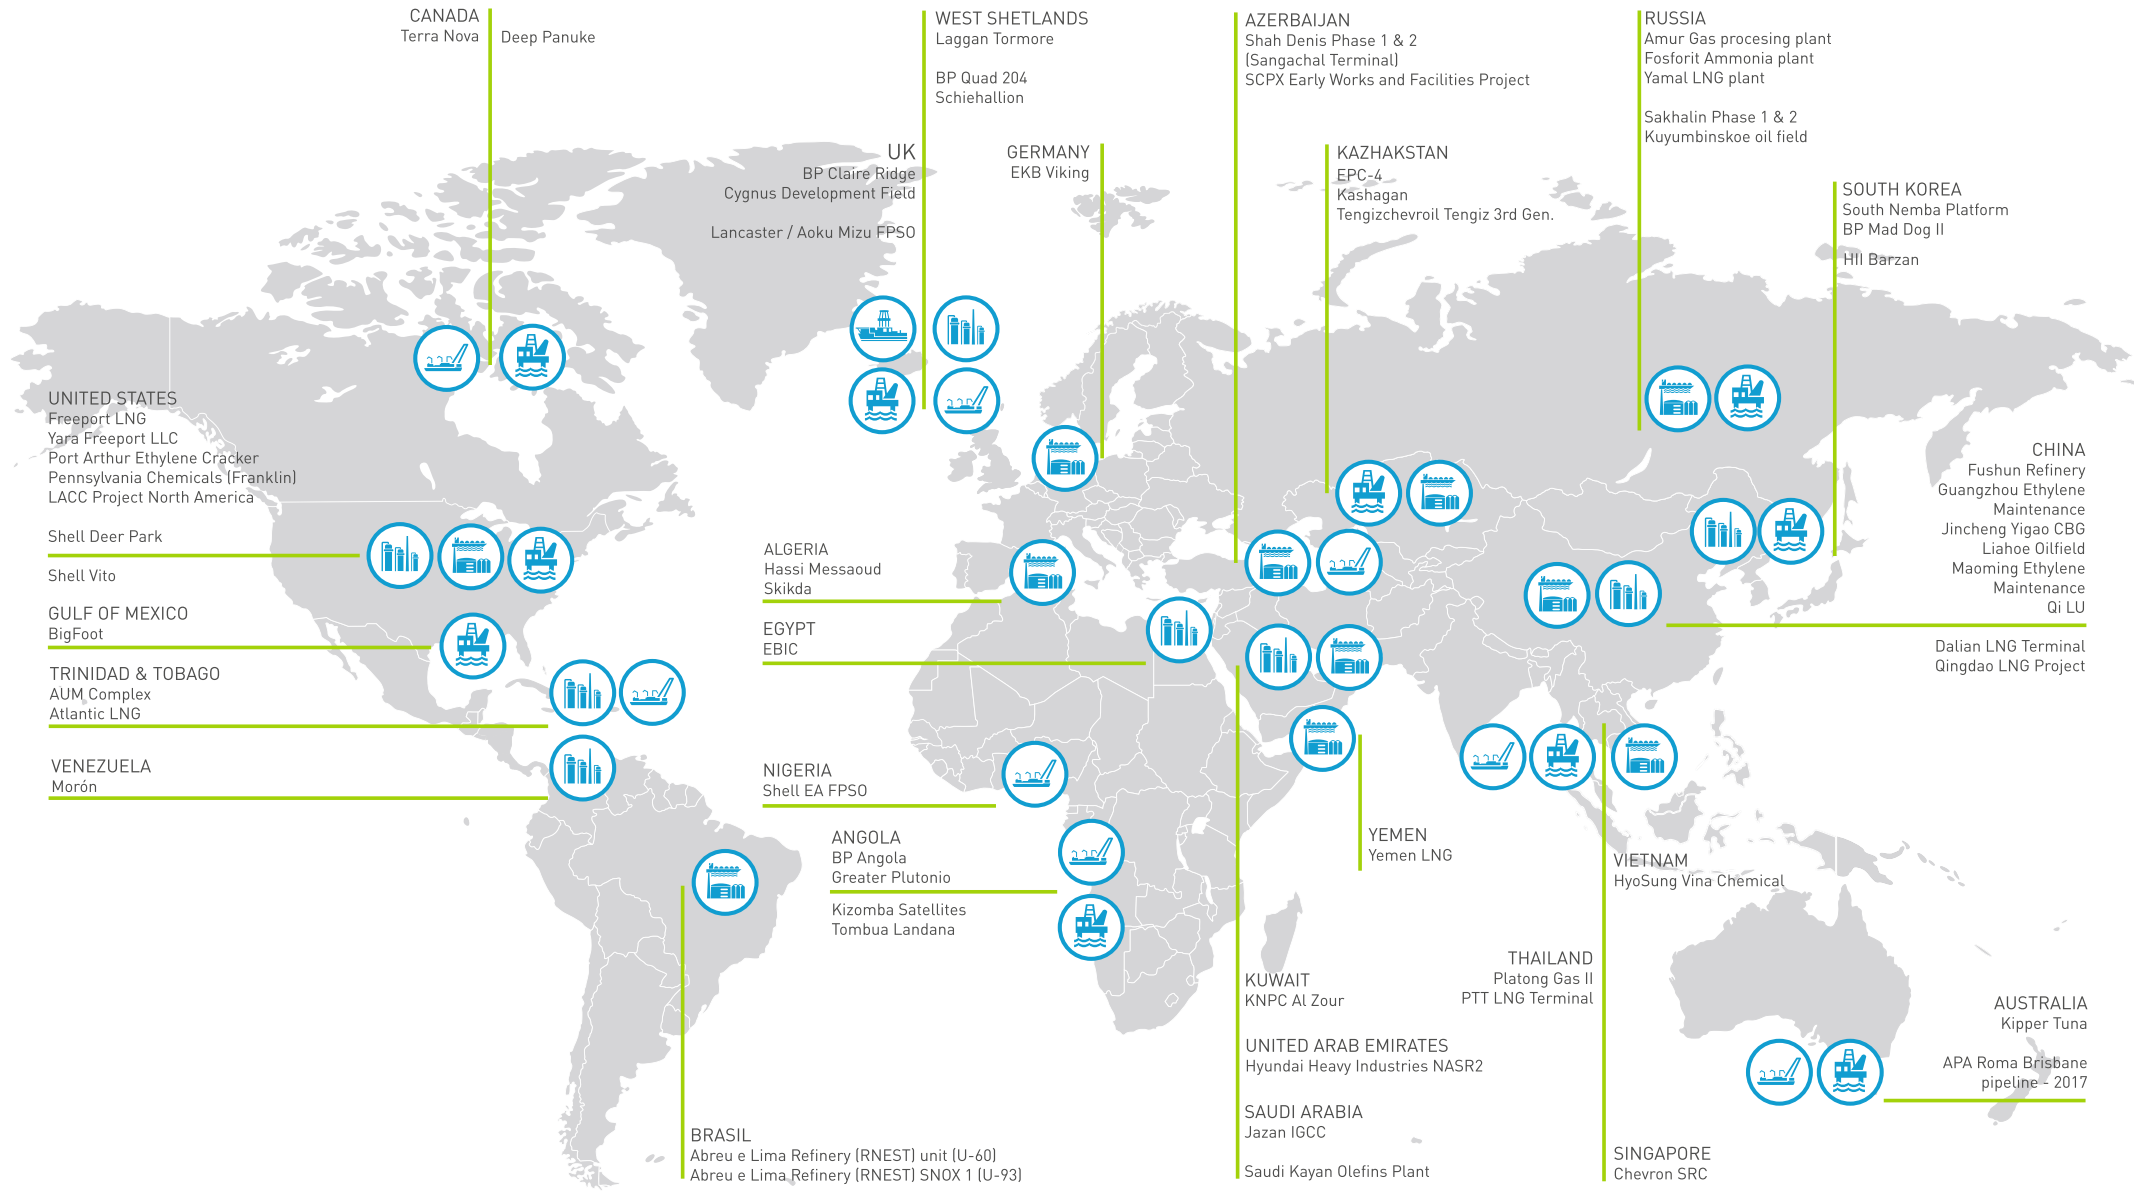 CANADA
Terra Nova
Deep Panuke
WEST SHETLANDS
Laggan Tormore
BP Quad 204
Schiehallion
AZERBAIJAN
Shah Denis Phase 1 & 2
(Sangachal Terminal)
SCPX Early Works and Facilities Project
RUSSIA
Amur Gas procesing plant
Fosforit Ammonia plant
Yamal LNG plant
Sakhalin Phase 1 & 2
Kuyumbinskoe oil field
UK
BP Claire Ridge
Cygnus Development Field
Lancaster / Aoku Mizu FPSO
GERMANY
EKB Viking
KAZHAKSTAN
EPC-4
Kashagan
Tengizchevroil Tengiz 3rd Gen.
SOUTH KOREA
South Nemba Platform
BP Mad Dog II
HII Barzan
UNITED STATES
Freeport LNG
Yara Freeport LLC
Port Arthur Ethylene Cracker
Pennsylvania Chemicals (Franklin)
LACC Project North America
Shell Deer Park
Shell Vito
GULF OF MEXICO
BigFoot
TRINIDAD & TOBAGO
AUM Complex
Atlantic LNG
VENEZUELA
Morón
CHINA
Fushun Refinery
Guangzhou Ethylene
Maintenance
Jincheng Yigao CBG
Liahoe Oilfield
Maoming Ethylene
Maintenance
Qi LU
Dalian LNG Terminal
Qingdao LNG Project
ALGERIA
Hassi Messaoud
Skikda
EGYPT
EBIC
NIGERIA
Shell EA FPSO
ANGOLA
BP Angola
Greater Plutonio
Kizomba Satellites
Tombua Landana
YEMEN
Yemen LNG
VIETNAM
HyoSung Vina Chemical
THAILAND
Platong Gas II
PTT LNG Terminal
KUWAIT
KNPC Al Zour
UNITED ARAB EMIRATES
Hyundai Heavy Industries NASR2
SAUDI ARABIA
Jazan IGCC
Saudi Kayan Olefins Plant
AUSTRALIA
Kipper Tuna
APA Roma Brisbane
pipeline - 2017
BRASIL
Abreu e Lima Refinery (RNEST) unit (U-60)
Abreu e Lima Refinery (RNEST) SNOX 1 (U-93)
SINGAPORE
Chevron SRC